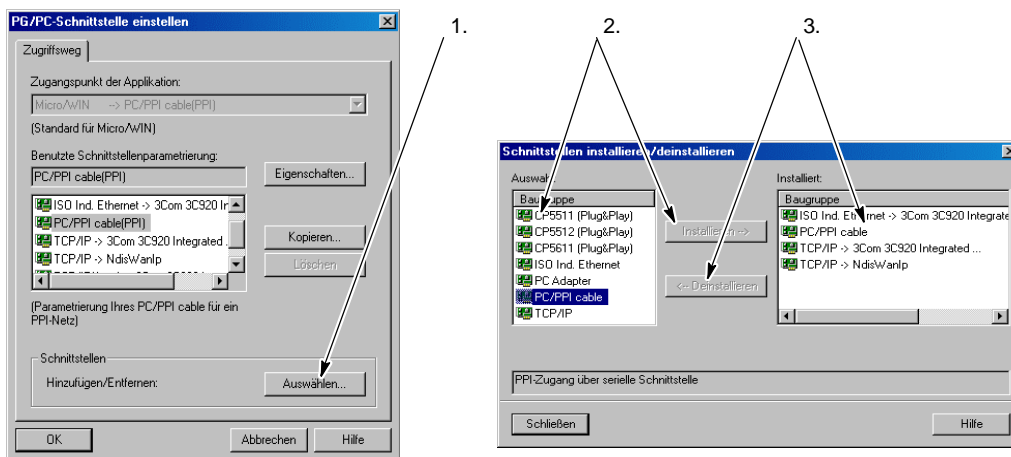 PG/PC-Schnittstelle einstellen
Zugriffsweg
Zugangspunkt der Applikation:
Micro/WIN --> PC/PPI cable(PPI)
(Standard für Micro/WIN)
Benutzte Schnittstellenparametrierung:
PC/PPI cable(PPI)
Eigenschaften...
ISO Ind. Ethernet -> 3Com 3C920 Ir
PC/PPI cable(PPI)
TCP/IP -> 3Com 3C920 Integrated .
TCP/IP -> NdisWanIp
Kopieren...
Löschen
(Parametrierung Ihres PC/PPI cable für ein
PPI-Netz)
Schnittstellen
Hinzufügen/Entfernen:
Auswählen...
OK
Abbrechen
Hilfe
1.
2.
3.
Schnittstellen installieren/deinstallieren
Auswahl:
Baugruppe
CP5511 (Plug&Play)
CP5512 (Plug&Play)
CP5611 (Plug&Play)
ISO Ind. Ethernet
PC Adapter
PC/PPI cable
TCP/IP
Installieren -->
<-- Deinstallieren
Installiert:
Baugruppe
ISO Ind. Ethernet -> 3Com 3C920 Integrate
PC/PPI cable
TCP/IP -> 3Com 3C920 Integrated ...
TCP/IP -> NdisWanIp
PPI-Zugang über serielle Schnittstelle
Schließen
Hilfe